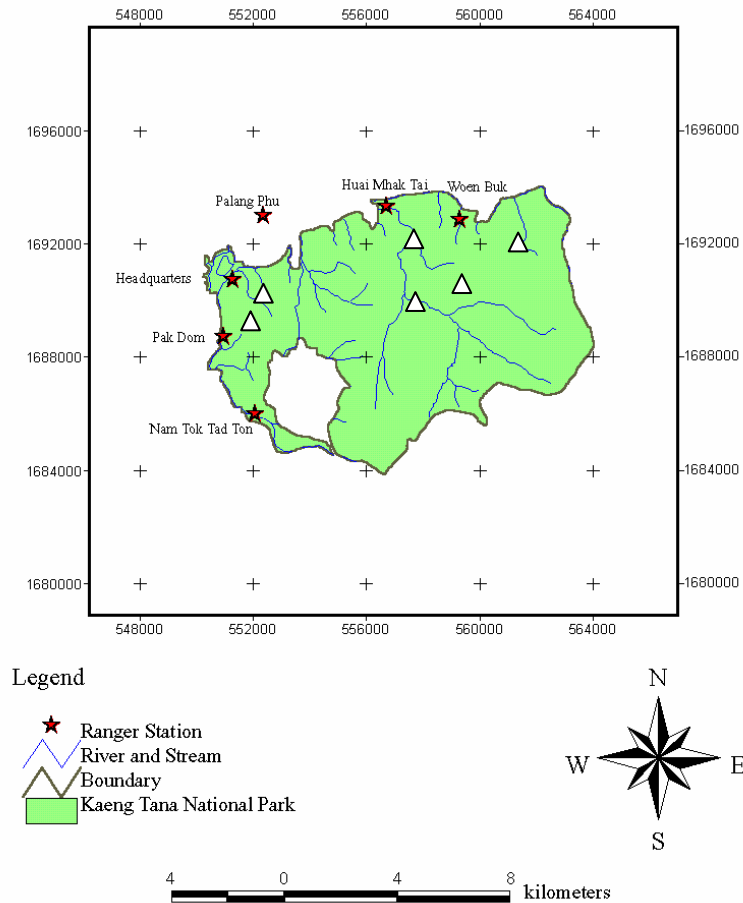 548000 552000 556000 560000 564000
1696000 1696000
Huai Mhak Tai
Woen Buk
Palang Phu
1692000 1692000
Headquarters
Pak Dom
1688000 1688000
Nam Tok Tad Ton
1684000 1684000
1680000 1680000
548000 552000 556000 560000 564000
Legend
Ranger Station
River and Stream
Boundary
Kaeng Tana National Park
N
W E
S
4 0 4 8 kilometers